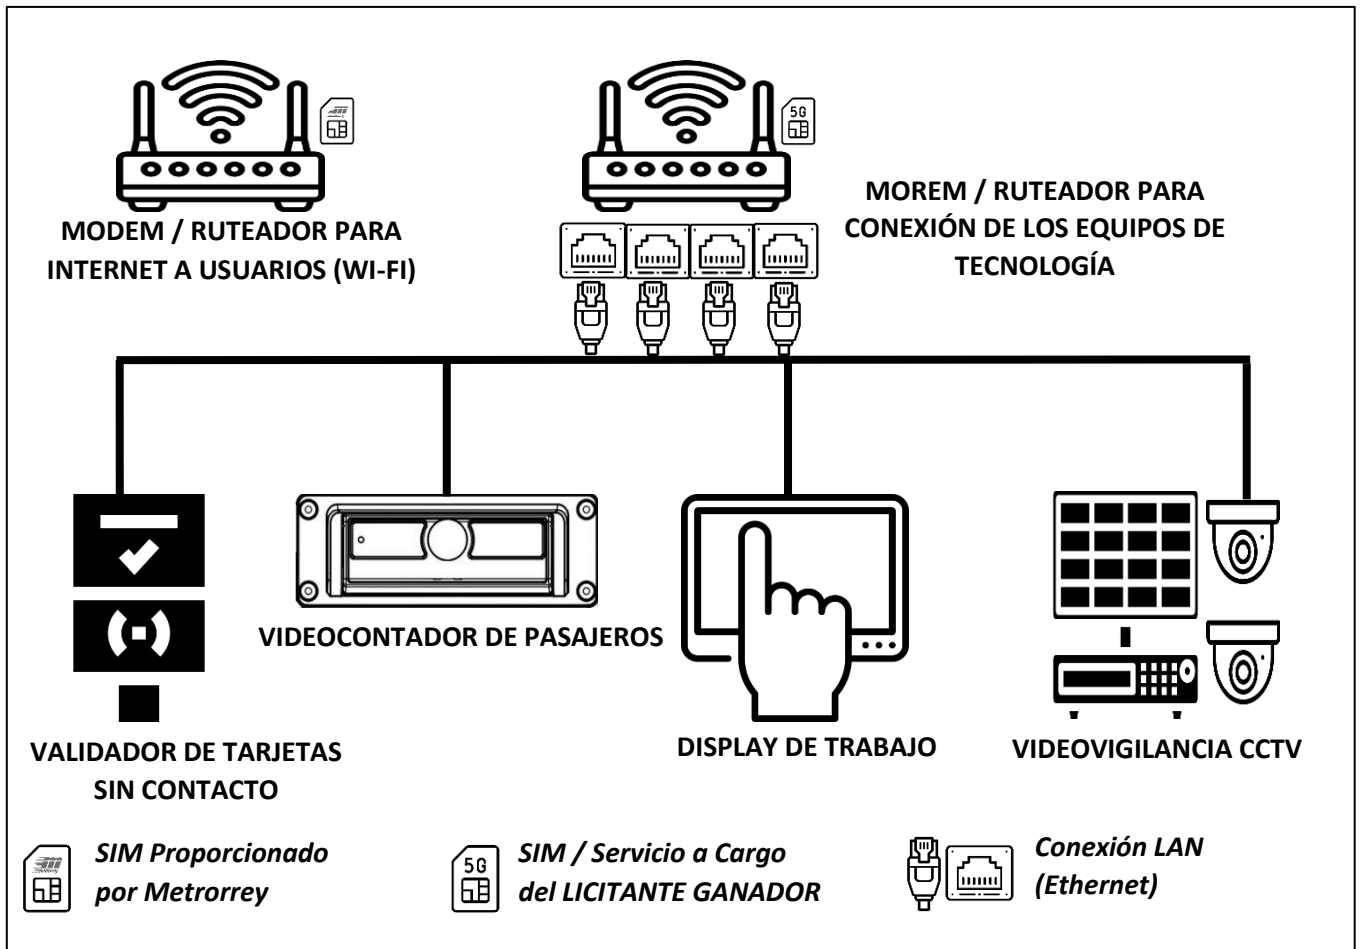 5G
MODEM / RUTEADOR PARA
INTERNET A USUARIOS (WI-FI)
MOREM / RUTEADOR PARA
CONEXIÓN DE LOS EQUIPOS DE
TECNOLOGÍA
VIDEOCONTADOR DE PASAJEROS
VALIDADOR DE TARJETAS
SIN CONTACTO
DISPLAY DE TRABAJO
VIDEOVIGILANCIA CCTV
SIM Proporcionado
por Metrorrey
5G
SIM / Servicio a Cargo
del LICITANTE GANADOR
Conexión LAN
(Ethernet)